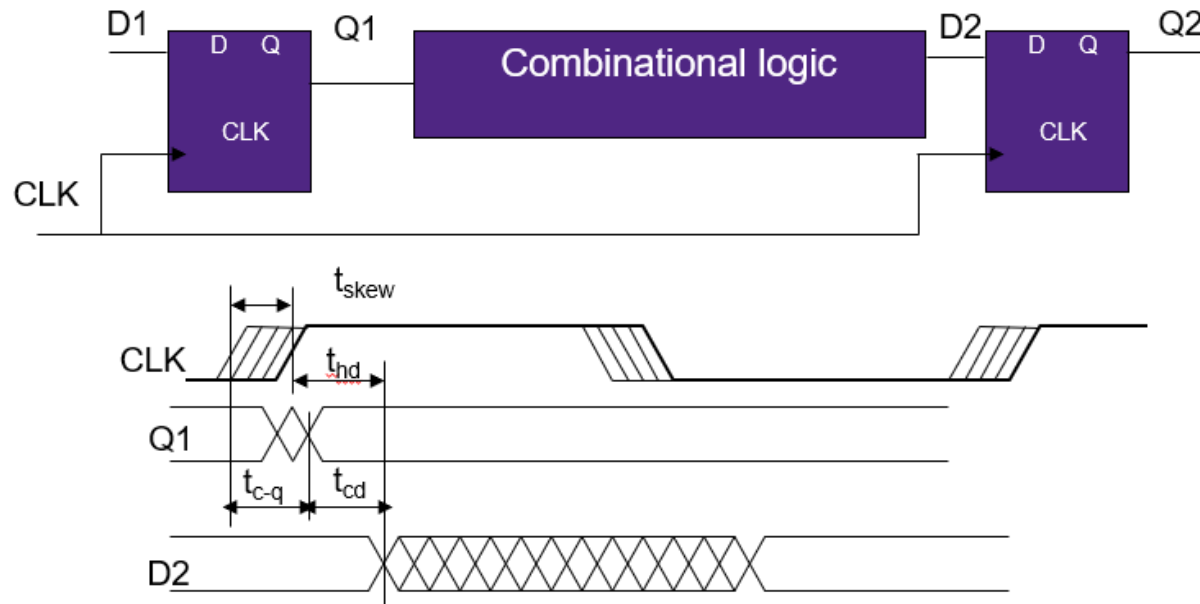 D1 Q1 D2 Q2
D Q Combinational logic D Q
CLK CLK
CLK
tskew
CLK
thd
Q1
tc-q tcd
D2